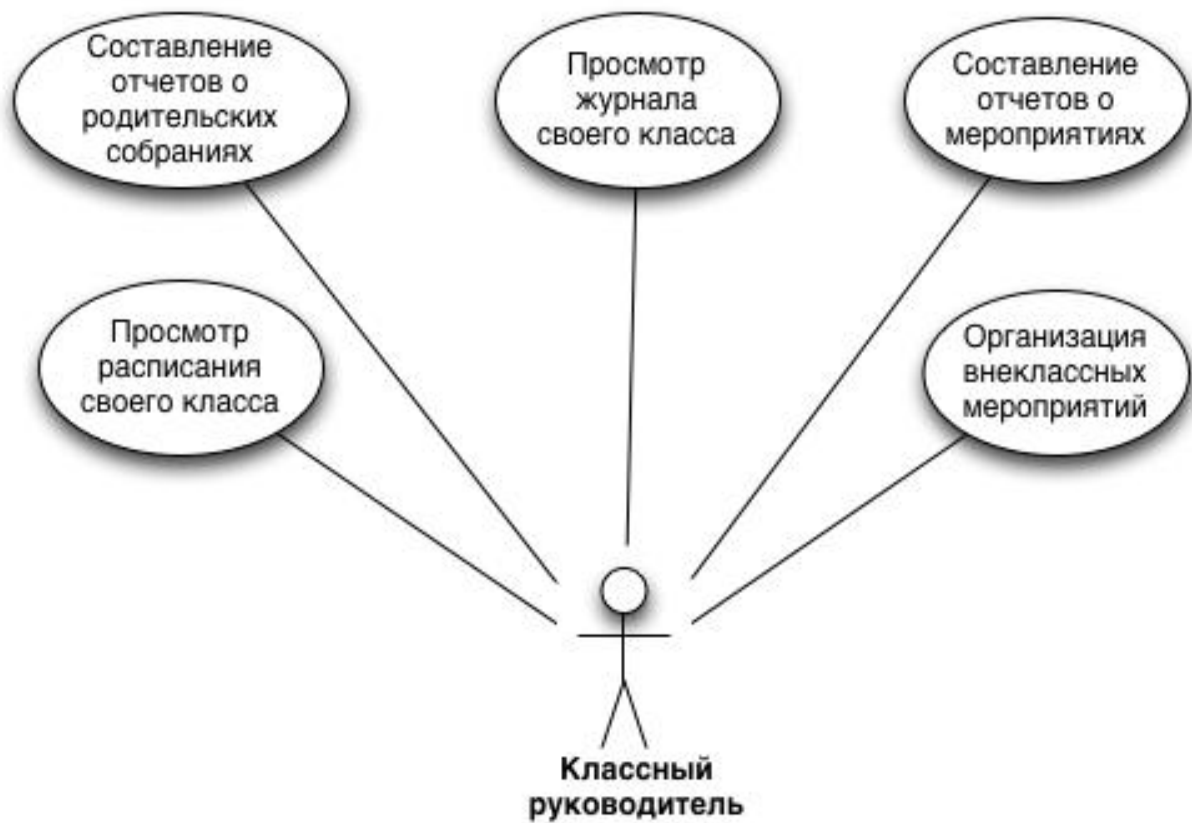 Составление
отчетов о
родительских
собраниях
Просмотр
журнала
своего класса
Составление
отчетов о
мероприятиях
Просмотр
расписания
своего класса
Организация
внеклассных
мероприятий
Классный
руководитель